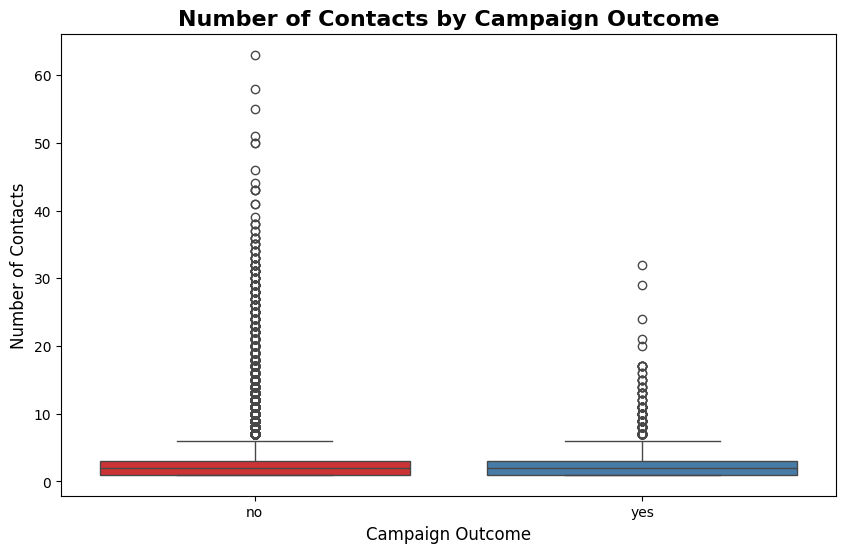 Number of Contacts by Campaign Outcome
Number of Contacts
60
50
40
30
20
10
0
no
yes
Campaign Outcome